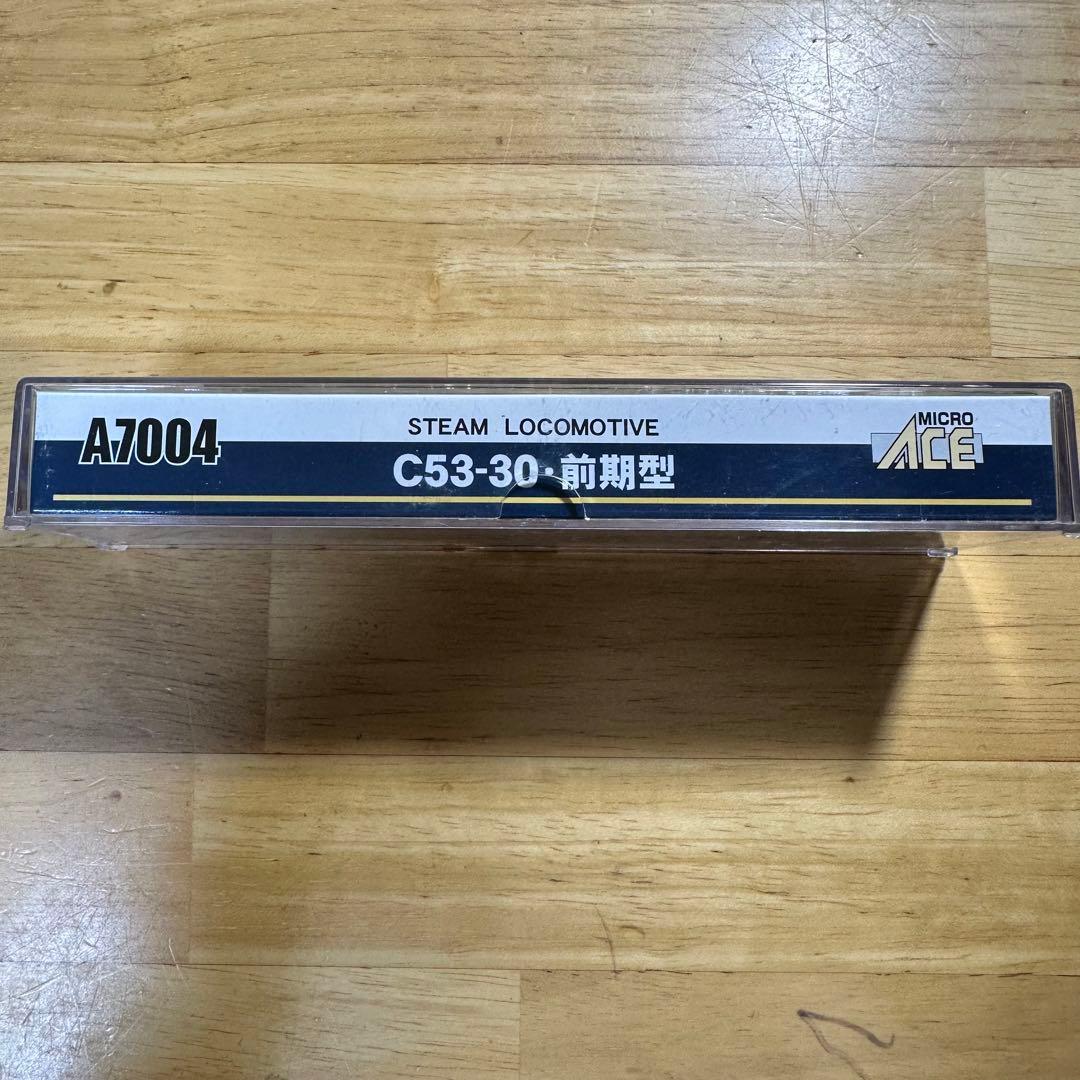 A7004
STEAM LOCOMOTIVE
C53-30・前期型
MICRO
ACE